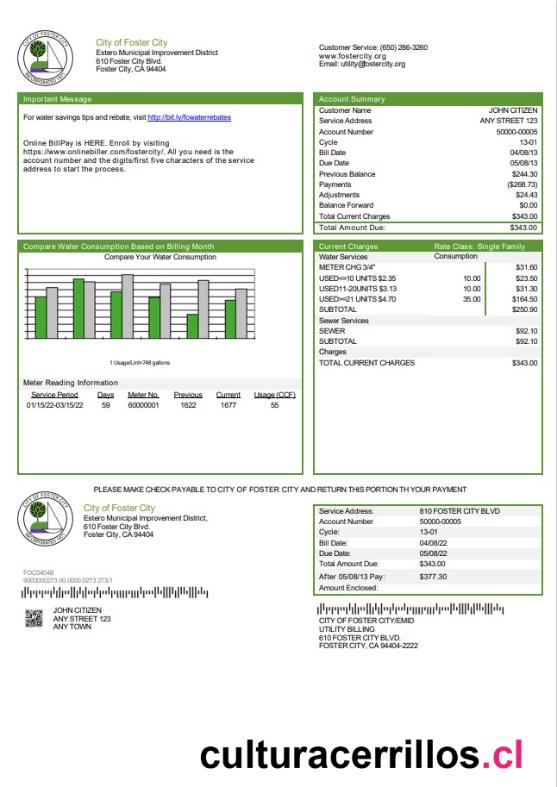 CITY OF FOSTER CITY
INCORPORATED 1971
City of Foster City
Estero Municipal Improvement District
610 Foster City Blvd.
Foster City, CA 94404
Customer Service: (650) 286-3260
www.fostercity.org
Email: utility@fostercity.org
Important Message
For water savings tips and rebate, visit http://bit.ly/fcwaterrebates
Online BillPay is HERE. Enroll by visiting
https://www.onlinebiller.com/fostercity/. All you need is the
account number and the digits/first five characters of the service
address to start the process.
Account Summary
Customer Name JOHN CITIZEN
Service Address ANY STREET 123
Account Number 50000-00005
Cycle 13-01
Bill Date 04/08/13
Due Date 05/08/13
Previous Balance $244.30
Payments ($268.73)
Adjustments $24.43
Balance Forward $0.00
Total Current Charges $343.00
Total Amount Due: $343.00
Compare Water Consumption Based on Billing Month
Compare Your Water Consumption
1 Usage/Unit=748 gallons
Meter Reading Information
Service Period Days Meter No. Previous Current Usage (CCF)
01/15/22-03/15/22 59 60000001 1622 1677 55
Current Charges Rate Class: Single Family
Water Services Consumption
METER CHG 3/4" $31.60
USED<=10 UNITS $2.35 10.00 $23.50
USED11-20UNITS $3.13 10.00 $31.30
USED>=21 UNITS $4.70 35.00 $164.50
SUBTOTAL $250.90
Sewer Services
SEWER $92.10
SUBTOTAL $92.10
Charges
TOTAL CURRENT CHARGES $343.00
PLEASE MAKE CHECK PAYABLE TO CITY OF FOSTER CITY AND RETURN THIS PORTION TH YOUR PAYMENT
CITY OF FOSTER CITY
INCORPORATED 1971
City of Foster City
Estero Municipal Improvement District,
610 Foster City Blvd.
Foster City, CA 94404
Service Address: 810 FOSTER CITY BLVD
Account Number 50000-00005
Cycle: 13-01
Bill Date: 04/08/22
Due Date: 05/08/22
Total Amount Due: $343.00
After 05/08/13 Pay: $377.30
Amount Enclosed:
FOC0404B
9000000273 00.0000.0273 273/1
JOHN CITIZEN
ANY STREET 123
ANY TOWN
CITY OF FOSTER CITY/EMID
UTILITY BILLING
610 FOSTER CITY BLVD.
FOSTER CITY, CA 94404-2222
culturacerrillos.cl